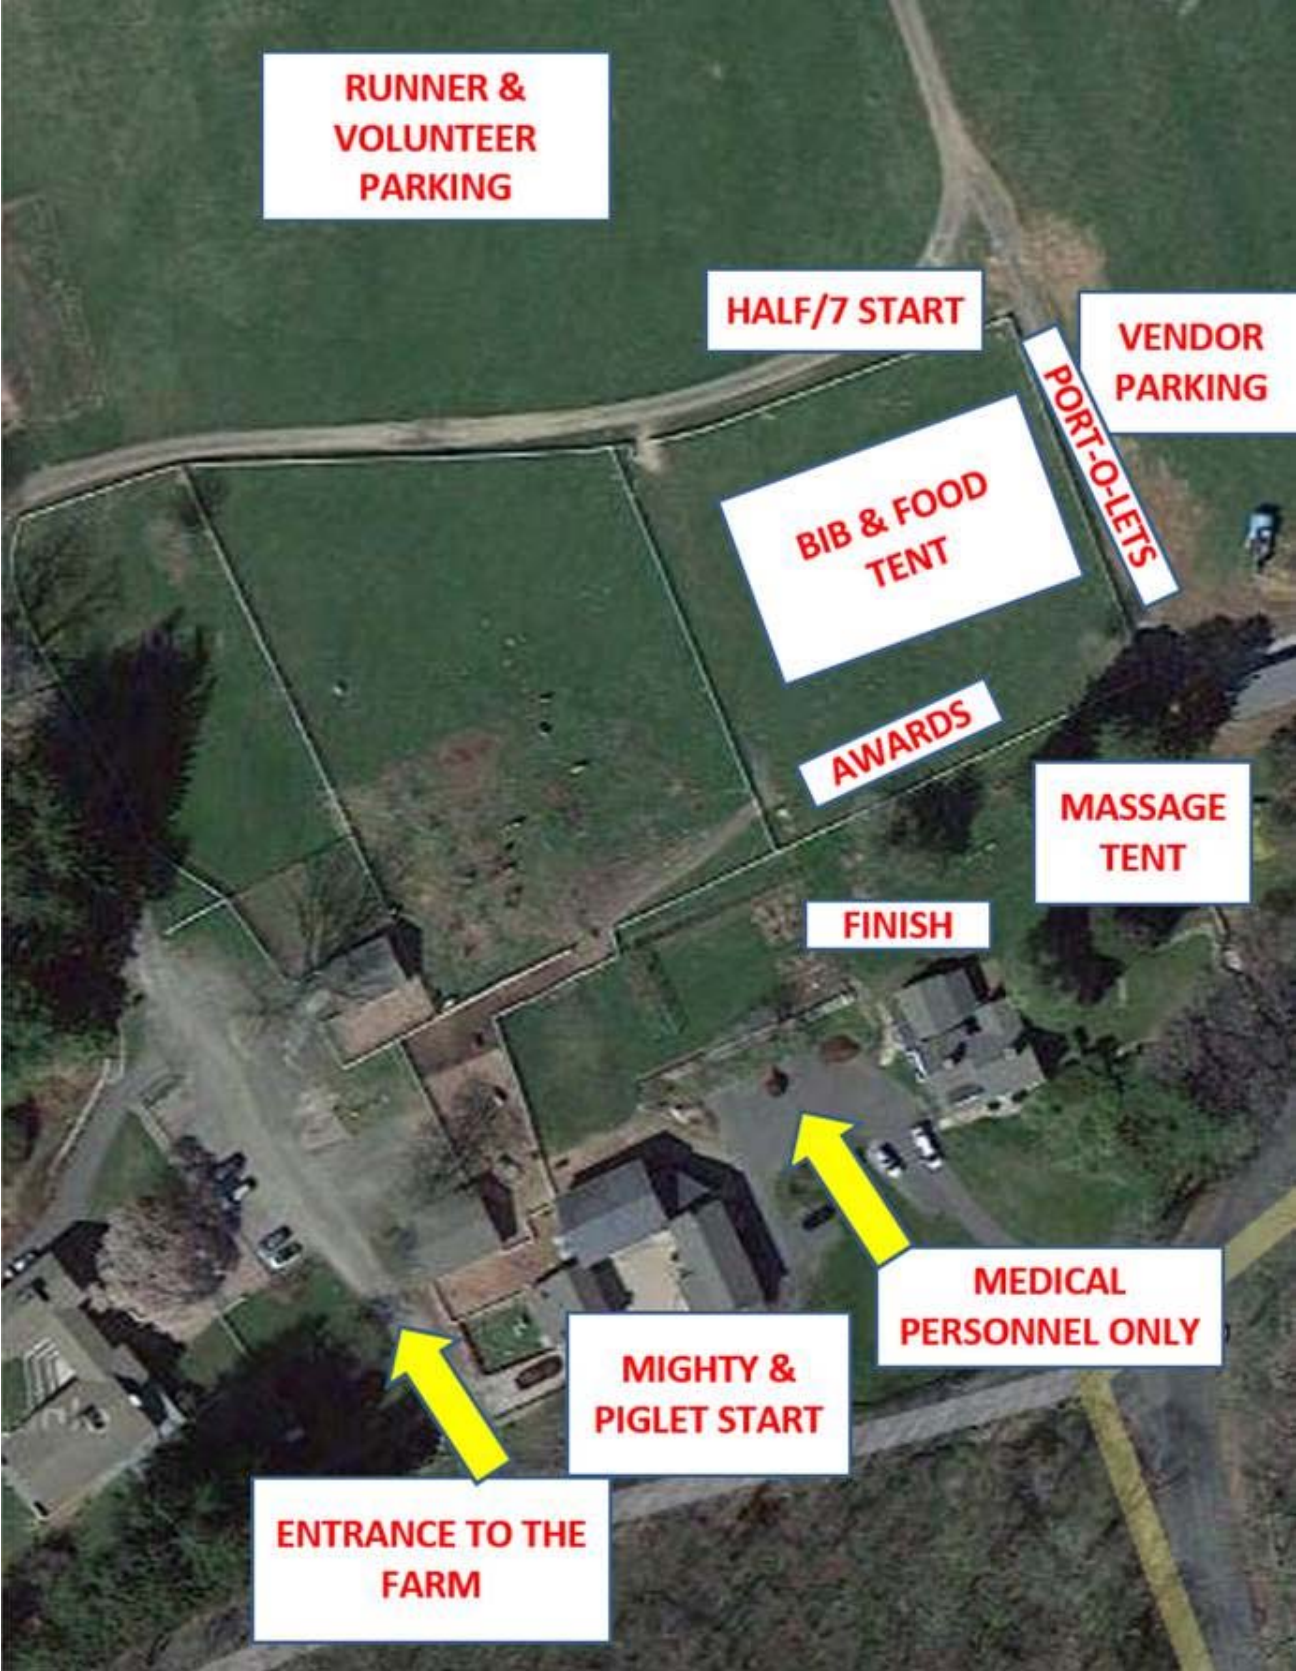 RUNNER &
VOLUNTEER
PARKING
HALF/7 START
VENDOR
PARKING
PORT-O-LETS
BIB & FOOD
TENT
AWARDS
MASSAGE
TENT
FINISH
MEDICAL
PERSONNEL ONLY
MIGHTY &
PIGLET START
ENTRANCE TO THE
FARM